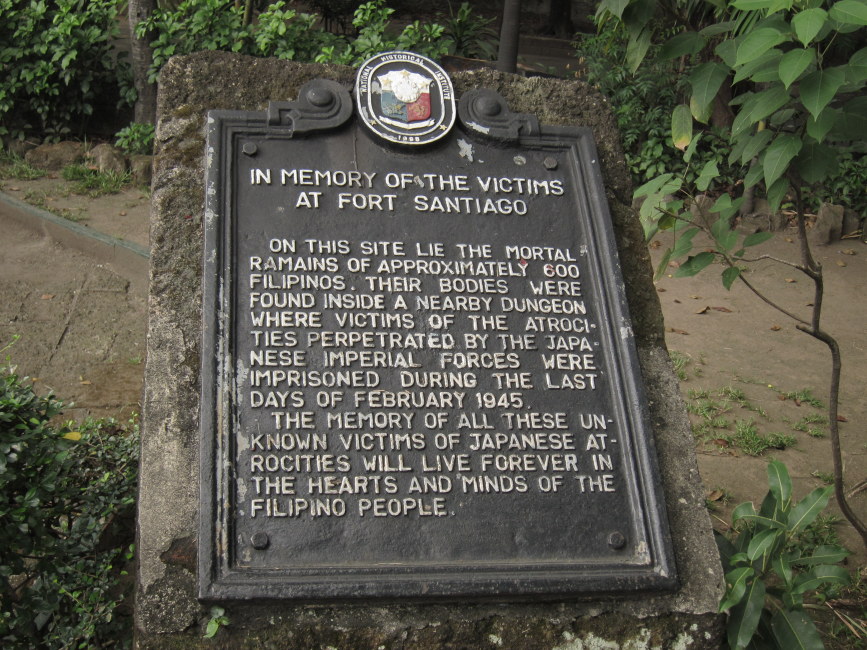 NATIONAL HISTORICAL INSTITUTE
IN MEMORY OF THE VICTIMS
AT FORT SANTIAGO
ON THIS SITE LIE THE MORTAL
RAMAINS OF APPROXIMATELY 600
FILIPINOS. THEIR BODIES WERE
FOUND INSIDE A NEARBY DUNGEON
WHERE VICTIMS OF THE ATROCI-
TIES PERPETRATED BY THE JAPA-
NESE IMPERIAL FORCES WERE
IMPRISONED DURING THE LAST
DAYS OF FEBRUARY 1945.
THE MEMORY OF ALL THESE UN-
KNOWN VICTIMS OF JAPANESE AT-
ROCITIES WILL LIVE FOREVER IN
THE HEARTS AND MINDS OF THE
FILIPINO PEOPLE.